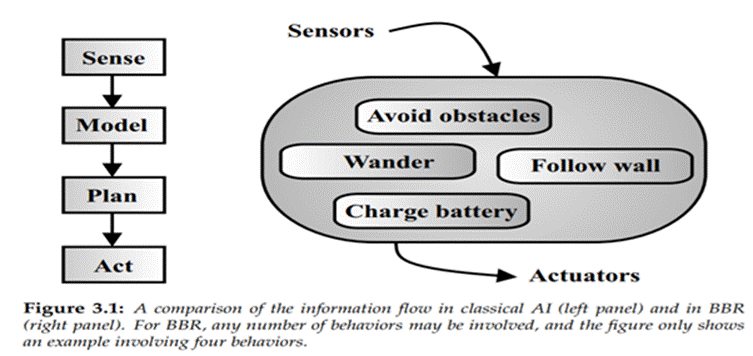 Sense
Model
Plan
Act
Sensors
Avoid obstacles
Wander
Follow wall
Charge battery
Actuators
Figure 3.1: A comparison of the information flow in classical AI (left panel) and in BBR
(right panel). For BBR, any number of behaviors may be involved, and the figure only shows
an example involving four behaviors.